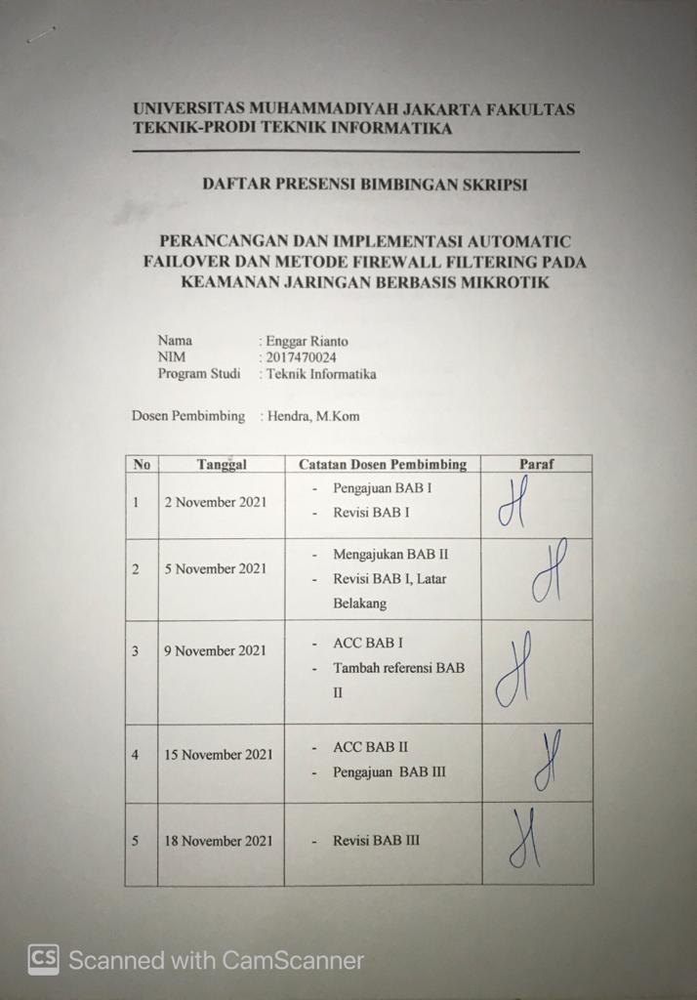 UNIVERSITAS MUHAMMADIYAH JAKARTA FAKULTAS
TEKNIK-PRODI TEKNIK INFORMATIKA
DAFTAR PRESENSI BIMBINGAN SKRIPSI
PERANCANGAN DAN IMPLEMENTASI AUTOMATIC
FAILOVER DAN METODE FIREWALL FILTERING PADA
KEAMANAN JARINGAN BERBASIS MIKROTIK
Nama : Enggar Rianto
NIM : 2017470024
Program Studi : Teknik Informatika
Dosen Pembimbing : Hendra, M.Kom
No Tanggal Catatan Dosen Pembimbing Paraf
1 2 November 2021
- Pengajuan BAB I
- Revisi BAB I
2 5 November 2021
- Mengajukan BAB II
- Revisi BAB I, Latar
Belakang
3 9 November 2021
- ACC BAB I
- Tambah referensi BAB
II
4 15 November 2021
- ACC BAB II
- Pengajuan BAB III
5 18 November 2021
- Revisi BAB III
CS Scanned with CamScanner